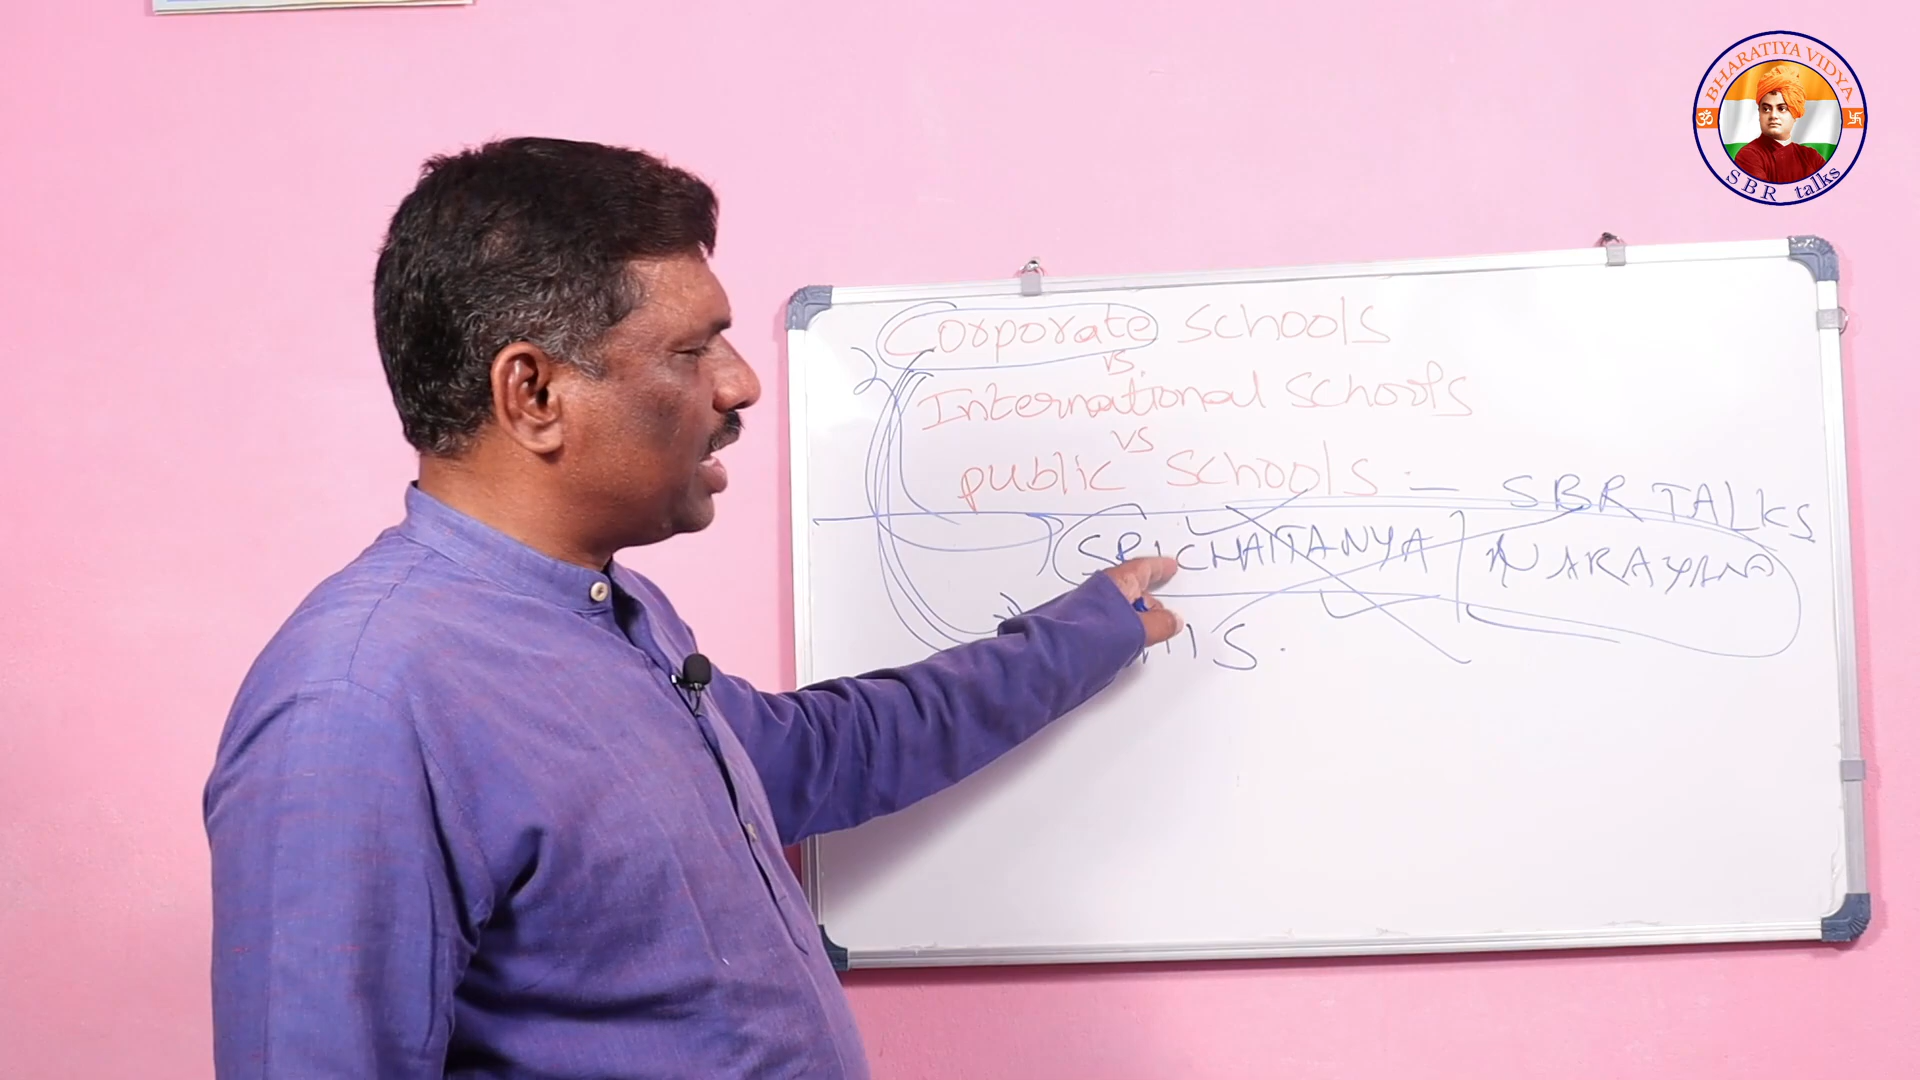 BHARATIYA VIDYA
ॐ
SBR talks
Corporate Schools
vs.
International Schools
vs
public Schools - SBR TALKS
SRI CHAITANYA NARAYANA